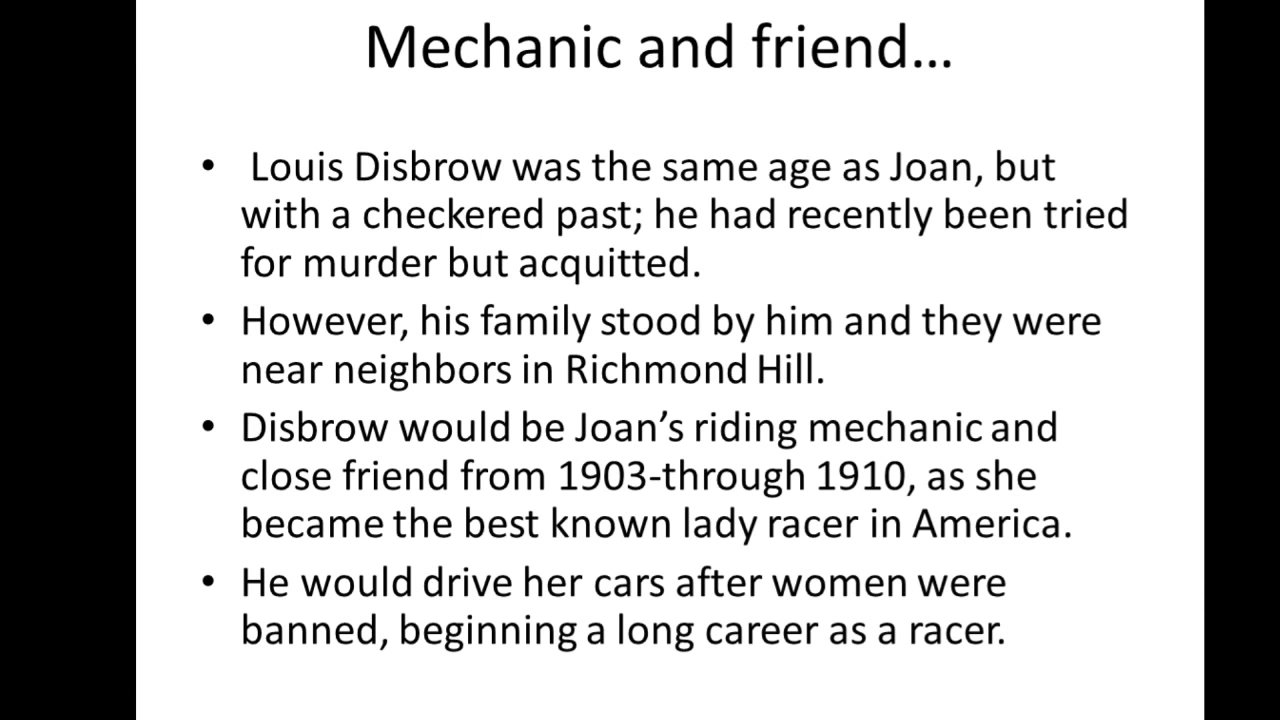 Mechanic and friend…
• Louis Disbrow was the same age as Joan, but
with a checkered past; he had recently been tried
for murder but acquitted.
• However, his family stood by him and they were
near neighbors in Richmond Hill.
• Disbrow would be Joan’s riding mechanic and
close friend from 1903-through 1910, as she
became the best known lady racer in America.
• He would drive her cars after women were
banned, beginning a long career as a racer.